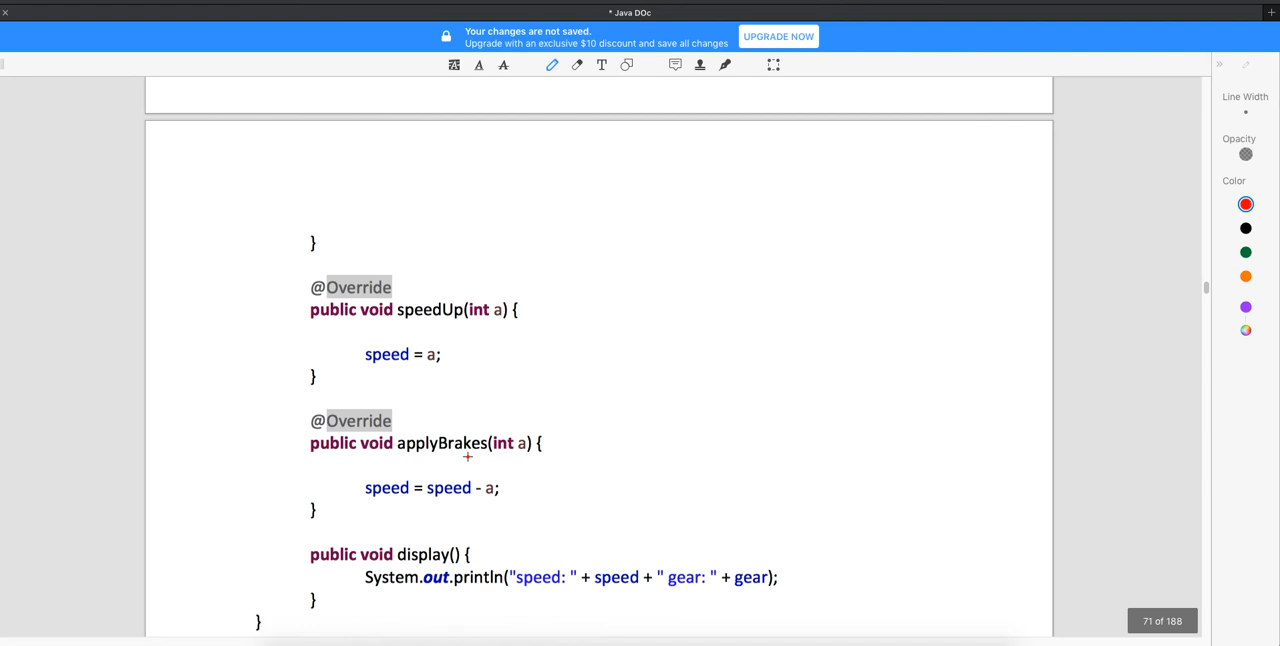 * Java DOc
Your changes are not saved.
Upgrade with an exclusive $10 discount and save all changes
UPGRADE NOW
Line Width
Opacity
Color
}
@Override
public void speedUp(int a) {
speed = a;
}
@Override
public void applyBrakes(int a) {
speed = speed - a;
}
public void display() {
System.out.println("speed: " + speed + " gear: " + gear);
}
}
71 of 188